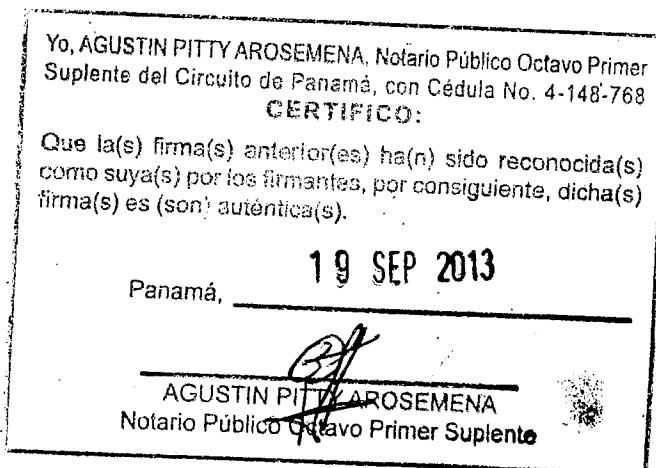 Yo, AGUSTIN PITTY AROSEMENA, Notario Público Octavo Primer
Suplente del Circuito de Panamá, con Cédula No. 4-148-768
CERTIFICO:
Que la(s) firma(s) anterior(es) ha(n) sido reconocida(s)
como suya(s) por los firmantes, por consiguiente, dicha(s)
firma(s) es (son) auténtica(s).
19 SEP 2013
Panamá,
AGUSTIN PITTY AROSEMENA
Notario Público Octavo Primer Suplente